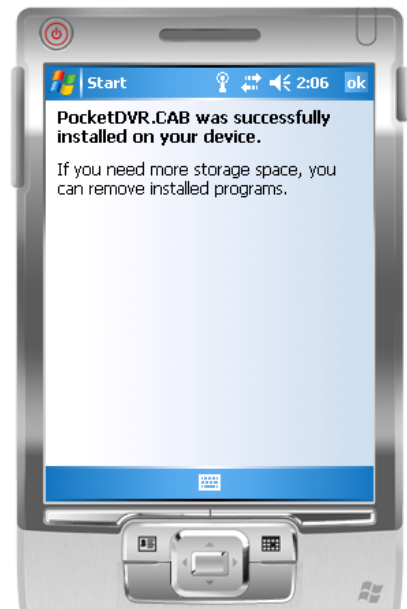 Start 2:06 ok
PocketDVR.CAB was successfully
installed on your device.
If you need more storage space, you
can remove installed programs.